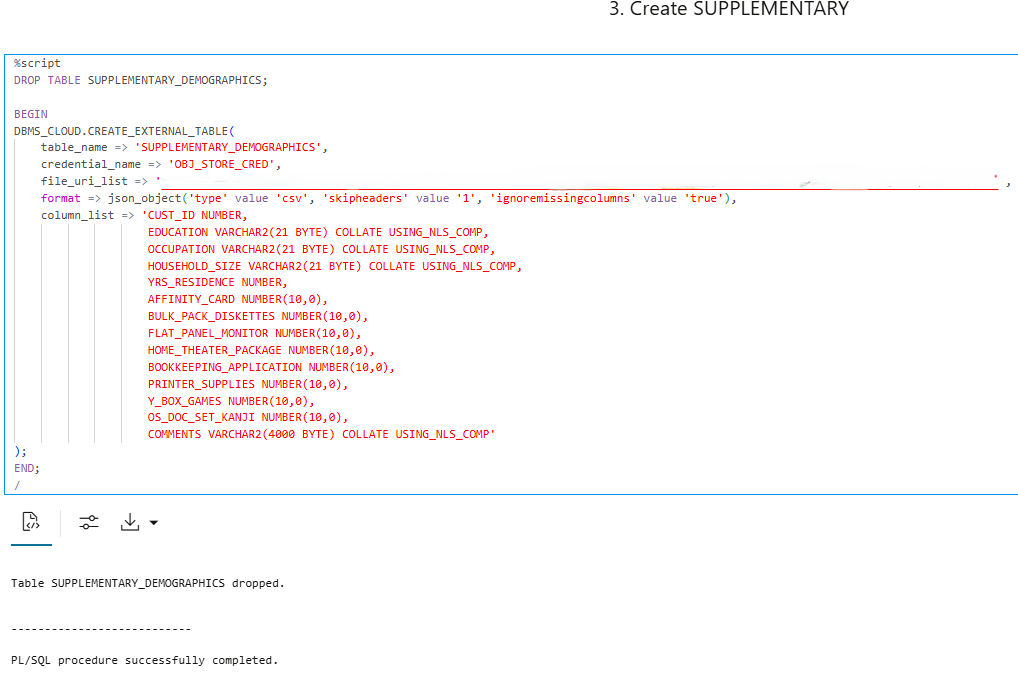 3. Create SUPPLEMENTARY
%script
DROP TABLE SUPPLEMENTARY_DEMOGRAPHICS;
BEGIN
DBMS_CLOUD.CREATE_EXTERNAL_TABLE(
table_name => 'SUPPLEMENTARY_DEMOGRAPHICS',
credential_name => 'OBJ_STORE_CRED',
file_uri_list => ' ' ,
format => json_object('type' value 'csv', 'skipheaders' value '1', 'ignoremissingcolumns' value 'true'),
column_list => 'CUST_ID NUMBER,
EDUCATION VARCHAR2(21 BYTE) COLLATE USING_NLS_COMP,
OCCUPATION VARCHAR2(21 BYTE) COLLATE USING_NLS_COMP,
HOUSEHOLD_SIZE VARCHAR2(21 BYTE) COLLATE USING_NLS_COMP,
YRS_RESIDENCE NUMBER,
AFFINITY_CARD NUMBER(10,0),
BULK_PACK_DISKETTES NUMBER(10,0),
FLAT_PANEL_MONITOR NUMBER(10,0),
HOME_THEATER_PACKAGE NUMBER(10,0),
BOOKKEEPING_APPLICATION NUMBER(10,0),
PRINTER_SUPPLIES NUMBER(10,0),
Y_BOX_GAMES NUMBER(10,0),
OS_DOC_SET_KANJI NUMBER(10,0),
COMMENTS VARCHAR2(4000 BYTE) COLLATE USING_NLS_COMP'
);
END;
/
Table SUPPLEMENTARY_DEMOGRAPHICS dropped.
---------------------------
PL/SQL procedure successfully completed.